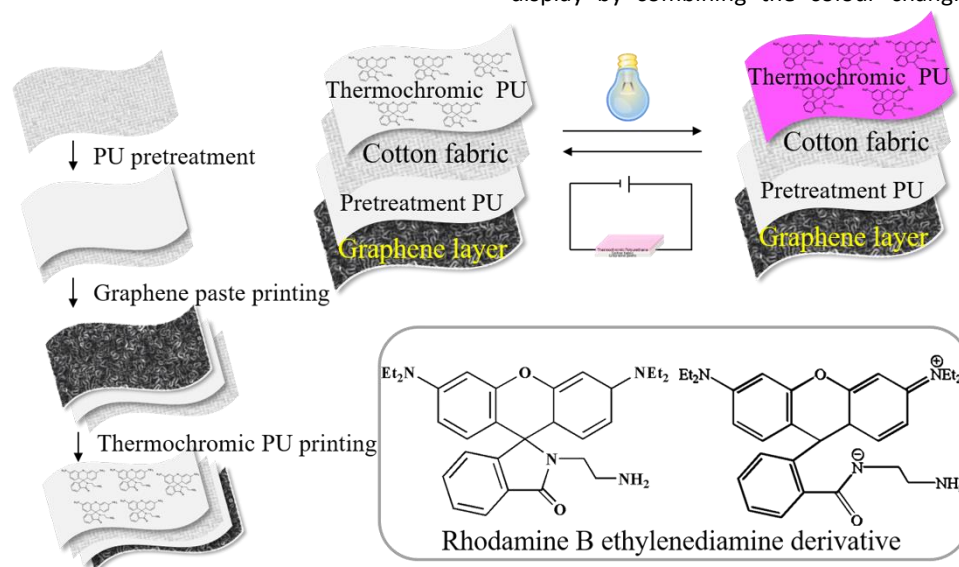 display by combining the colour chang
PU pretreatment
Graphene paste printing
Thermochromic PU printing
Thermochromic PU
Cotton fabric
Pretreatment PU
Graphene layer
Thermochromic PU
Cotton fabric
Pretreatment PU
Graphene layer
Et₂N
O
NEt₂
N
NH₂
O
Et₂N
O
⊕
NEt₂
⊖
N
NH₂
O
Rhodamine B ethylenediamine derivative